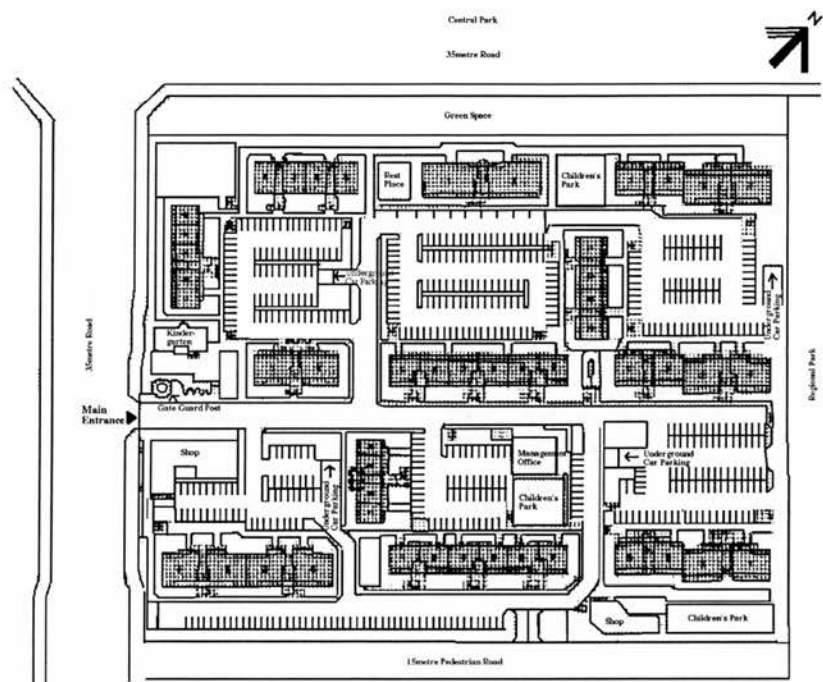 Central Park
N
35metre Road
Green Space
Rest
Place
Children's
Park
Underground
Car Parking
Underground
Car Parking
Kinder-
garten
35metre Road
Regional Park
Gate Guard Post
Main
Entrance
Shop
Management
Office
Underground
Car Parking
Underground
Car Parking
Children's
Park
Shop
Children's Park
15metre Pedestrian Road